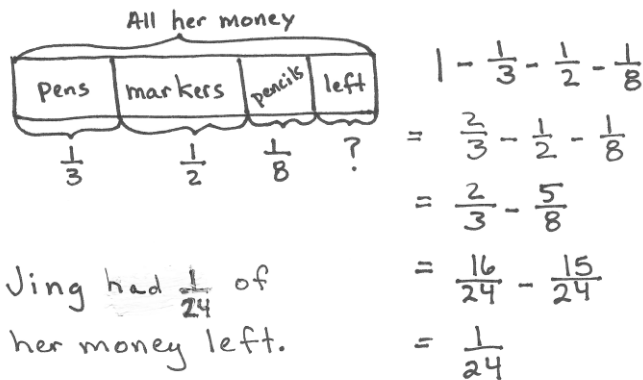 All her money
pens markers pencils left
1/3 1/2 1/8 ?
Jing had 1/24 of
her money left.
1 - 1/3 - 1/2 - 1/8
= 2/3 - 1/2 - 1/8
= 2/3 - 5/8
= 16/24 - 15/24
= 1/24